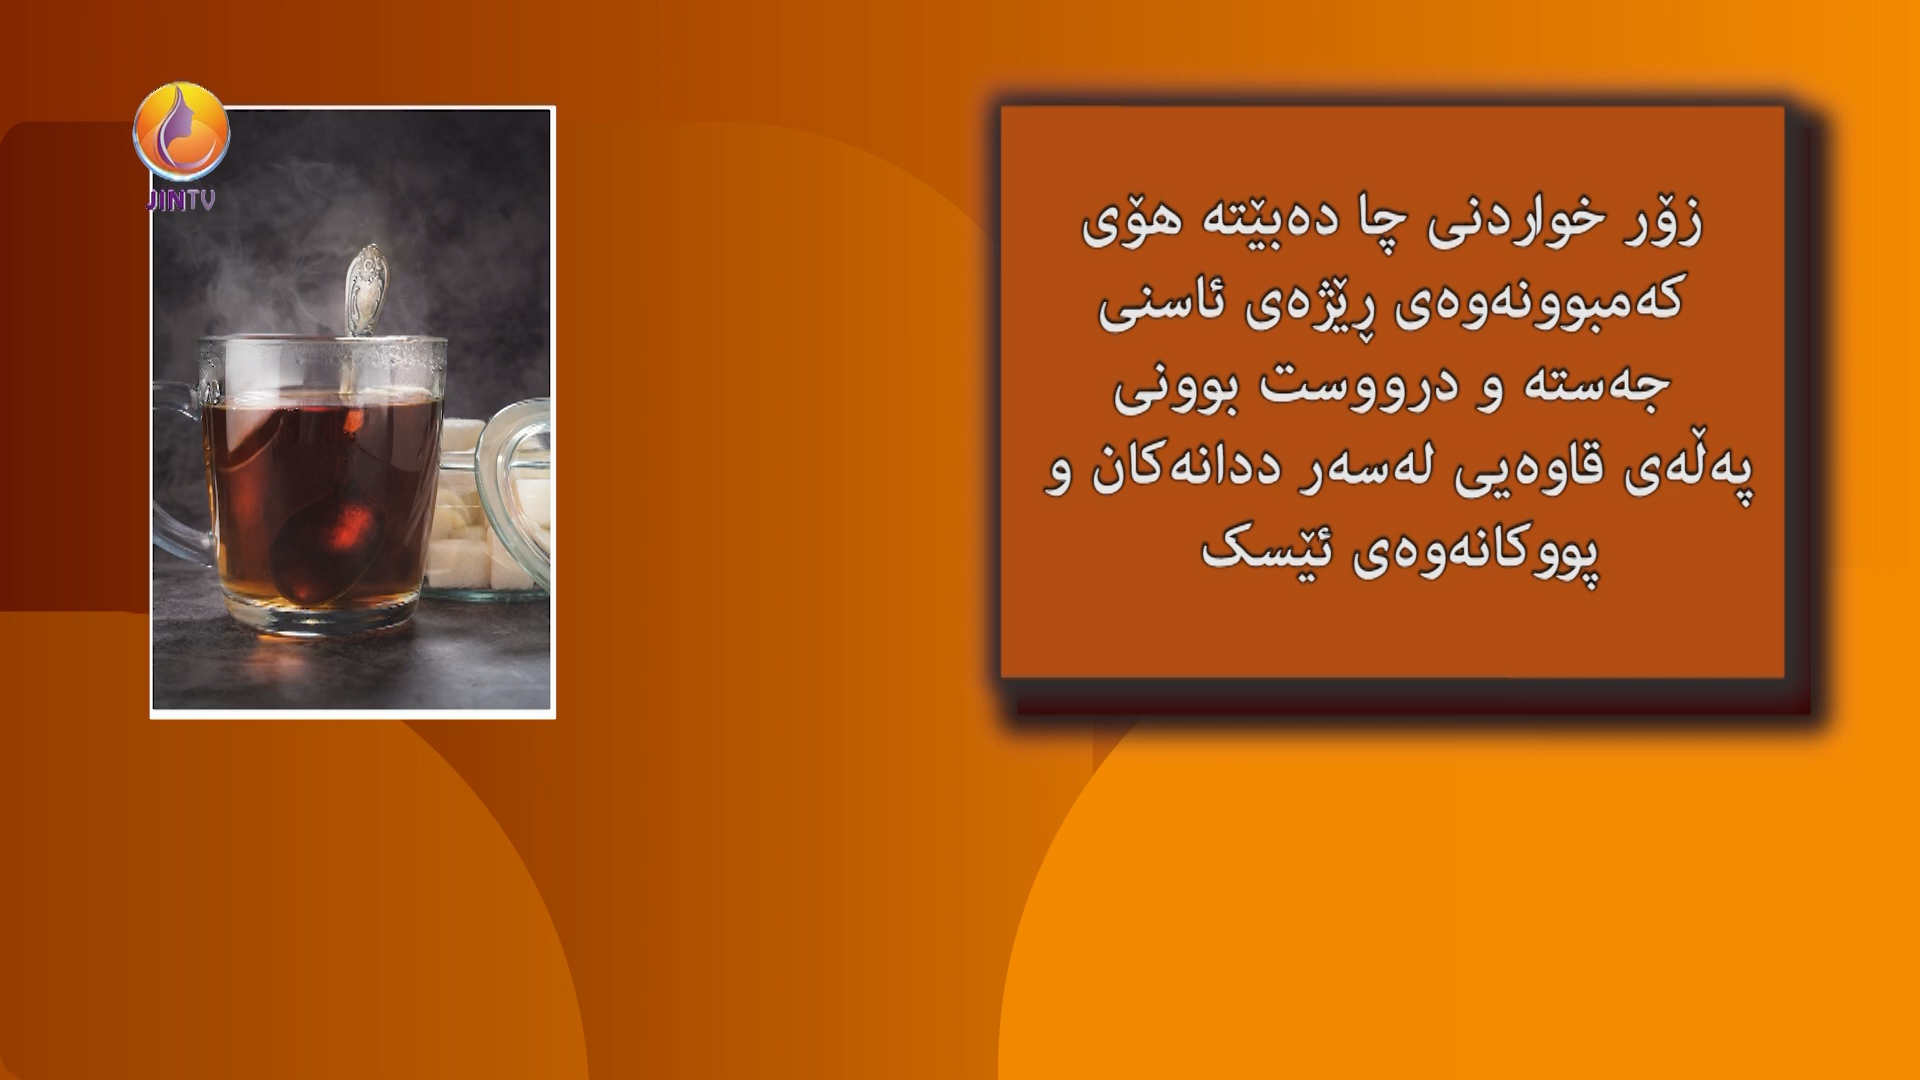 JINTV
زۆر خواردنی چا دەبێتە هۆی
کەمبوونەوەی ڕێژەی ئاسنی
جەستە و درووست بوونی
پەڵەی قاوەیی لەسەر ددانەکان و
پووکانەوەی ئێسک